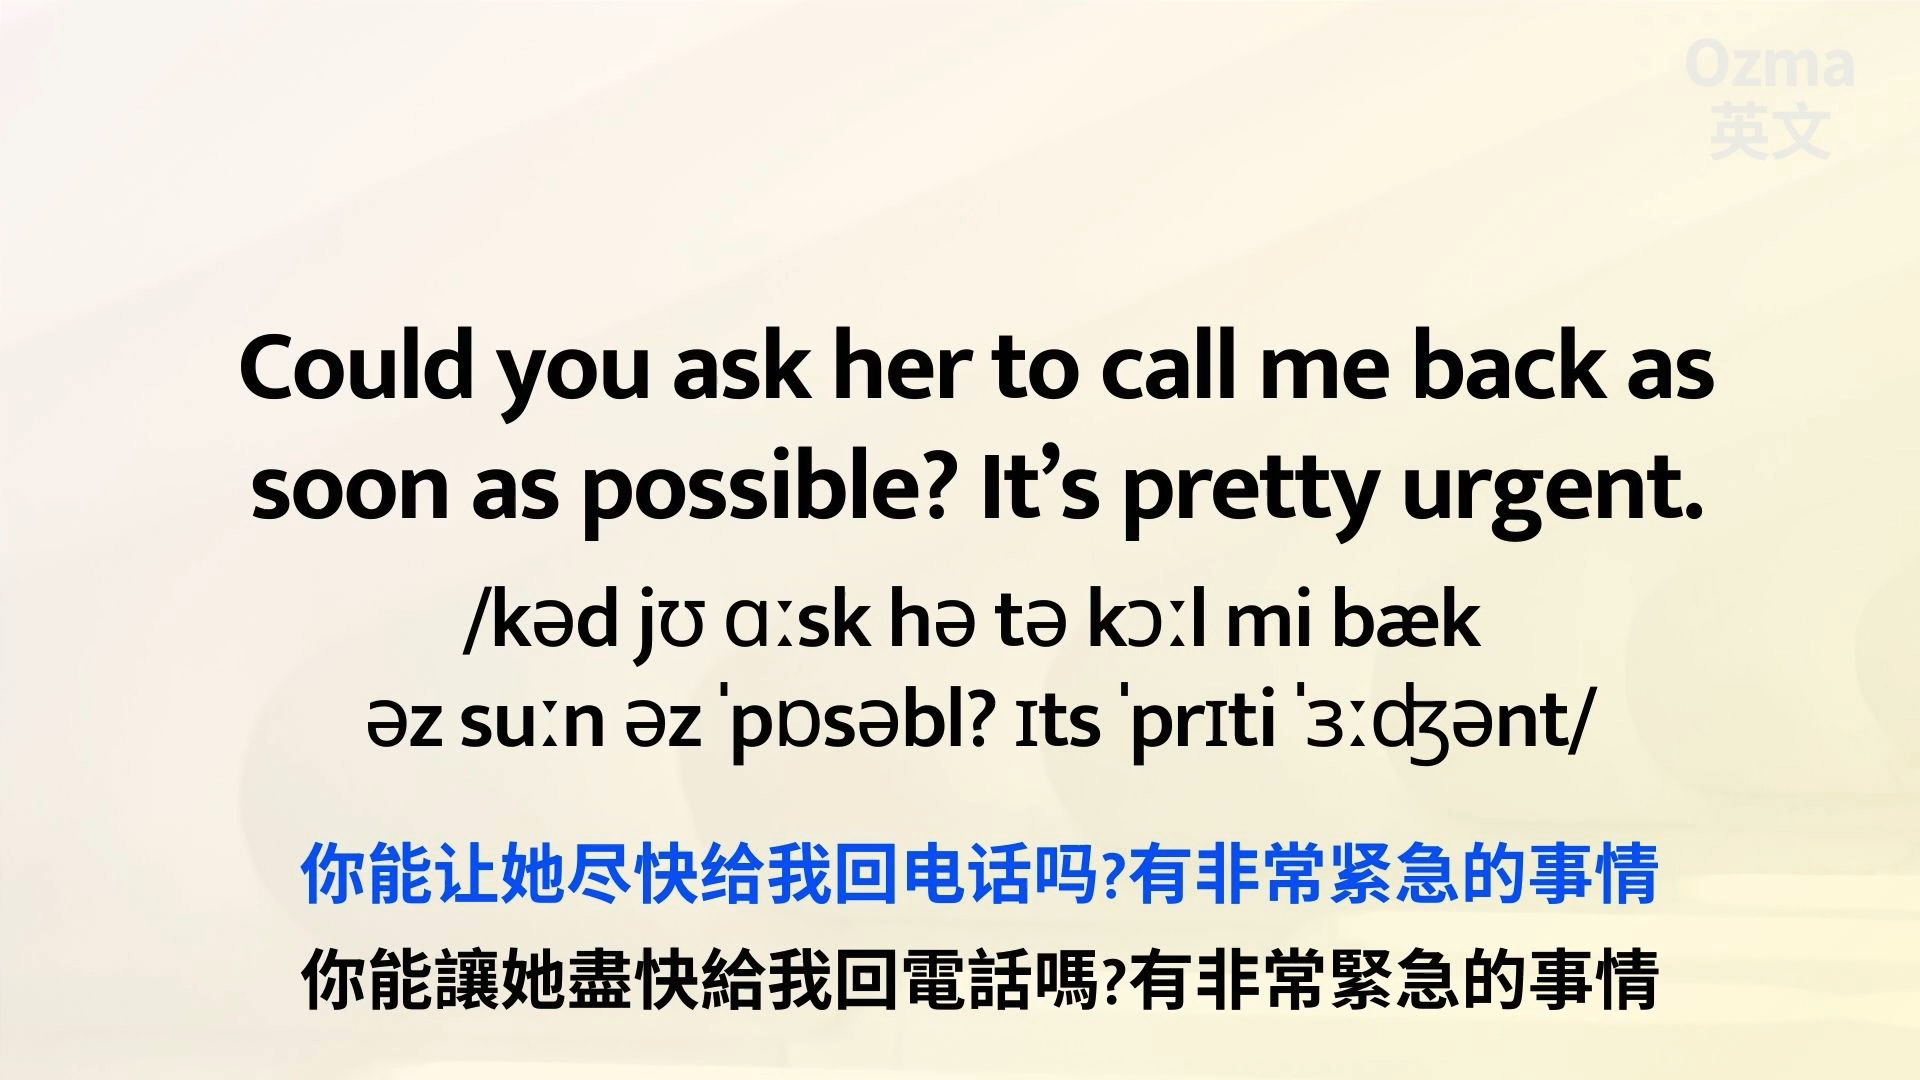 Ozma
英文
Could you ask her to call me back as
soon as possible? It’s pretty urgent.
/kəd jʊ ɑːsk hə tə kɔːl mi bæk
əz suːn əz ˈpɒsəbl? ɪts ˈprɪti ˈɜːʤənt/
你能让她尽快给我回电话吗?有非常紧急的事情
你能讓她盡快給我回電話嗎?有非常緊急的事情